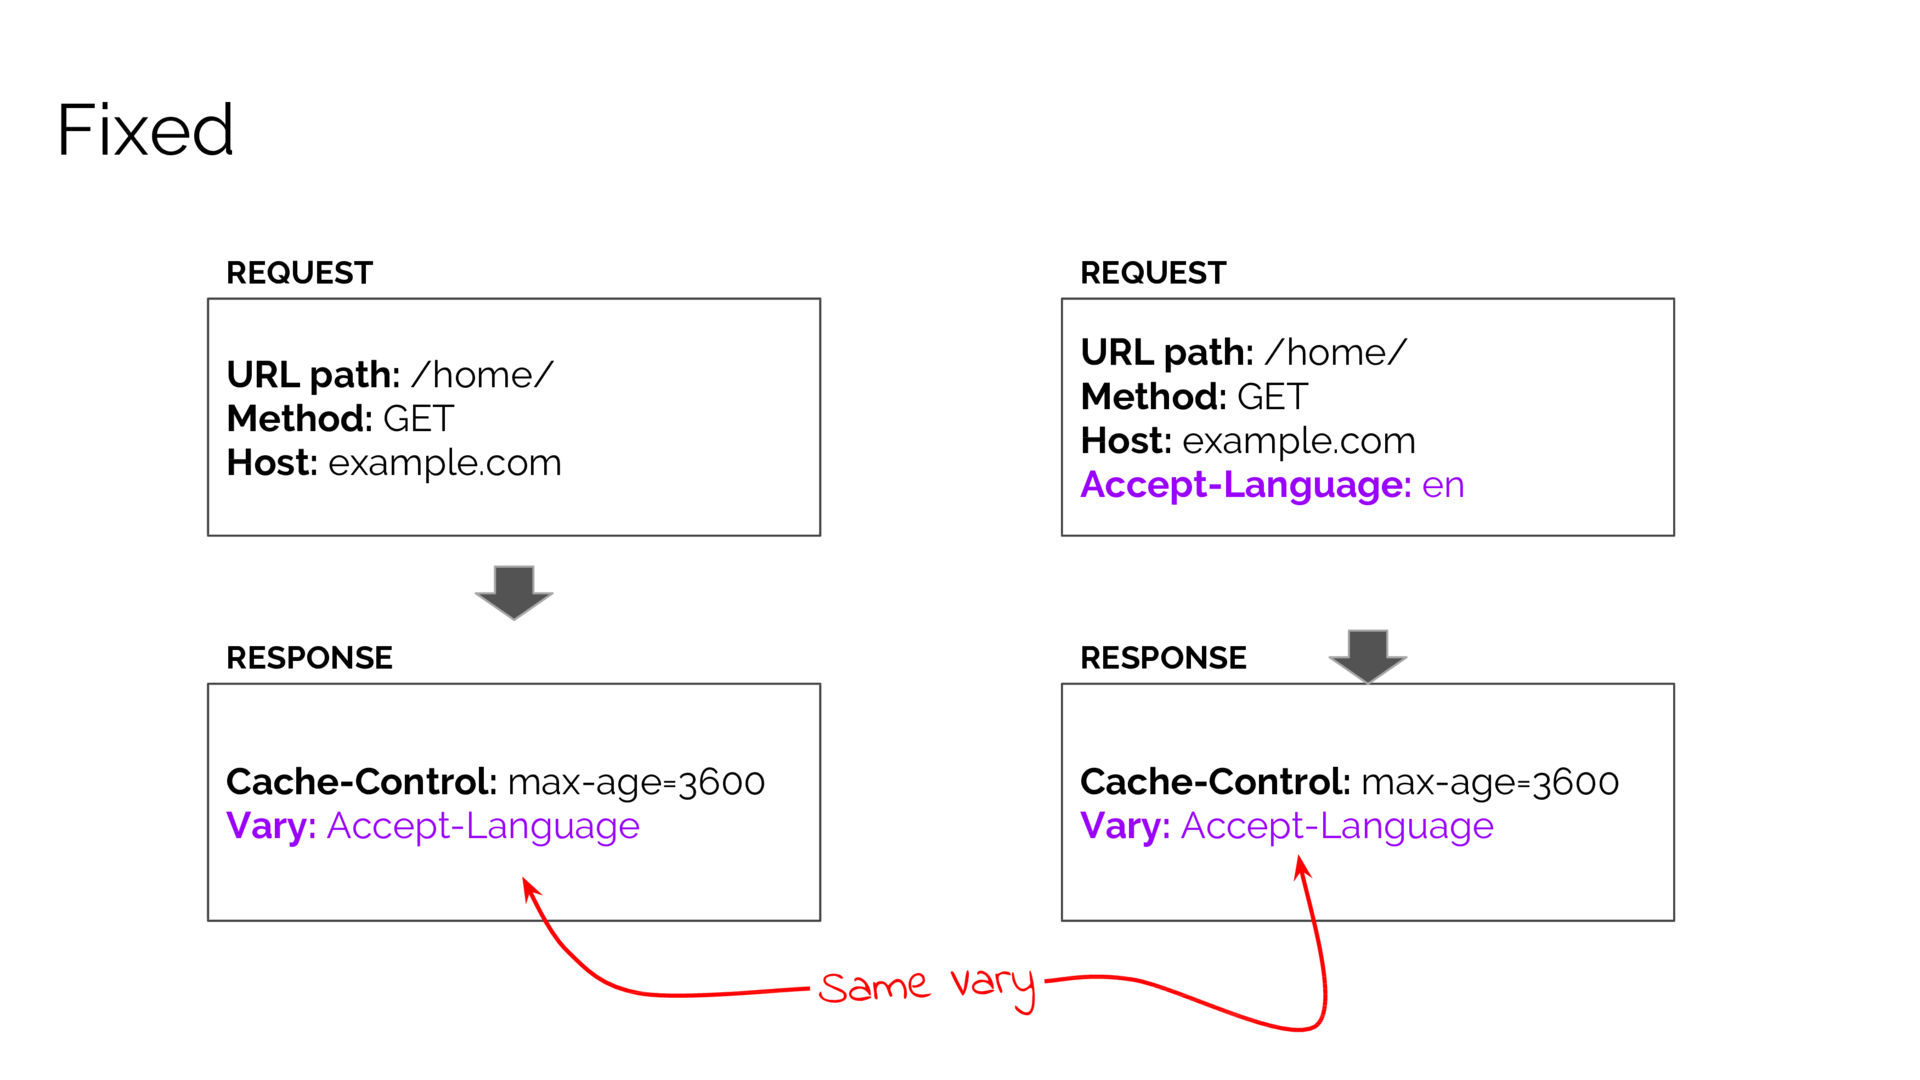 Fixed
REQUEST
URL path: /home/
Method: GET
Host: example.com
RESPONSE
Cache-Control: max-age=3600
Vary: Accept-Language
REQUEST
URL path: /home/
Method: GET
Host: example.com
Accept-Language: en
RESPONSE
Cache-Control: max-age=3600
Vary: Accept-Language
Same vary